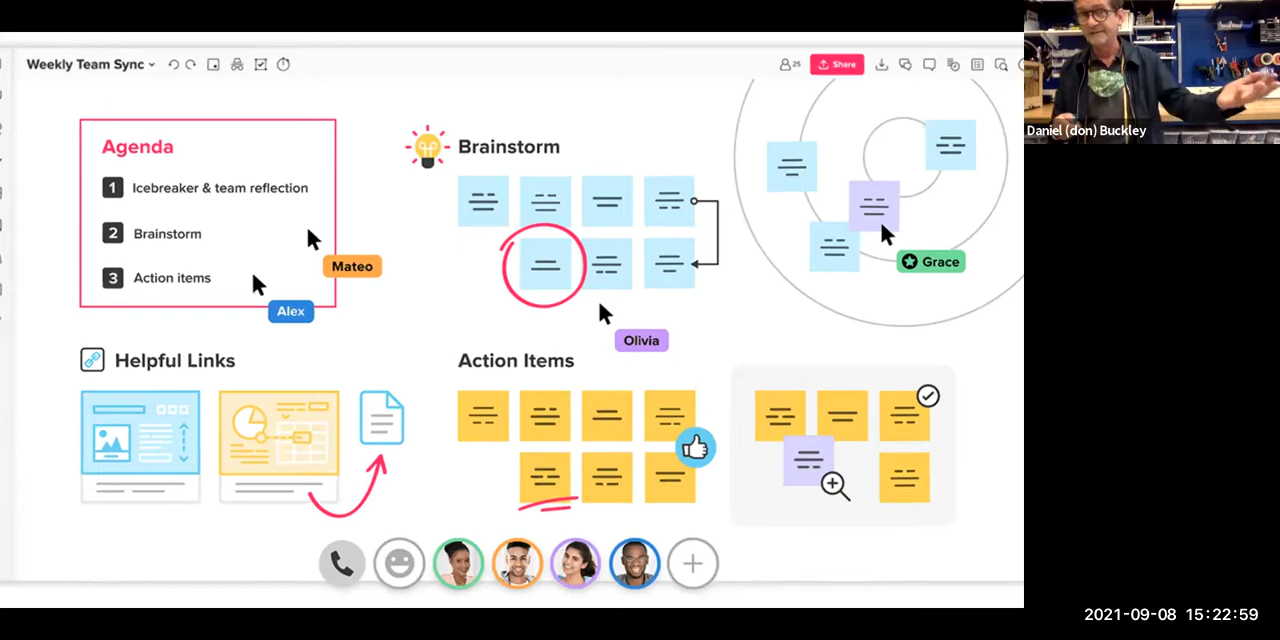 Weekly Team Sync
25
Share
Agenda
1 Icebreaker & team reflection
2 Brainstorm
3 Action items
Mateo
Alex
Brainstorm
Olivia
Grace
Helpful Links
Action Items
Daniel (don) Buckley
2021-09-08 15:22:59